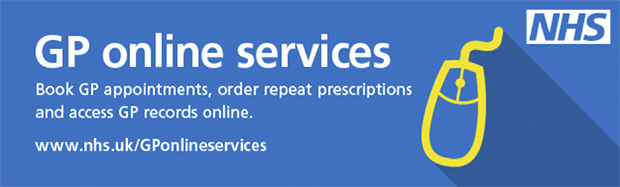 NHS
GP online services
Book GP appointments, order repeat prescriptions
and access GP records online.
www.nhs.uk/GPonlineservices